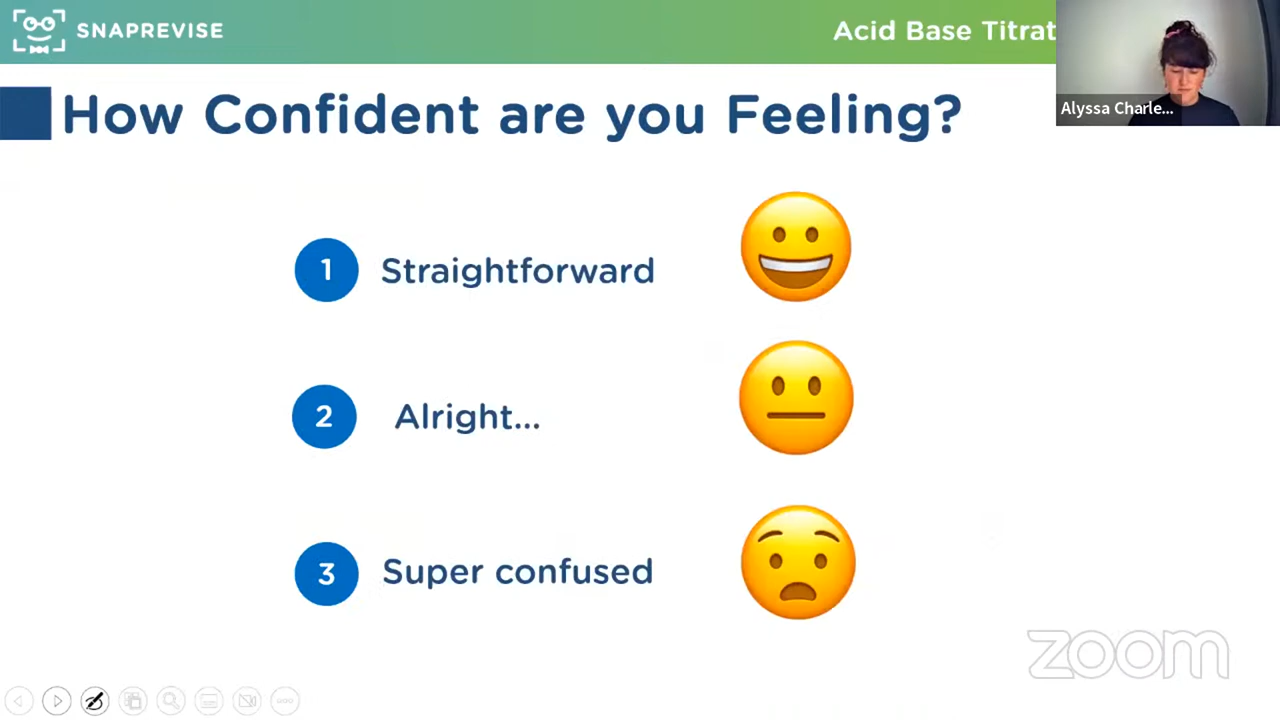 SNAPREVISE
Acid Base Titrat
Alyssa Charle...
How Confident are you Feeling?
1 Straightforward
2 Alright...
3 Super confused
zoom